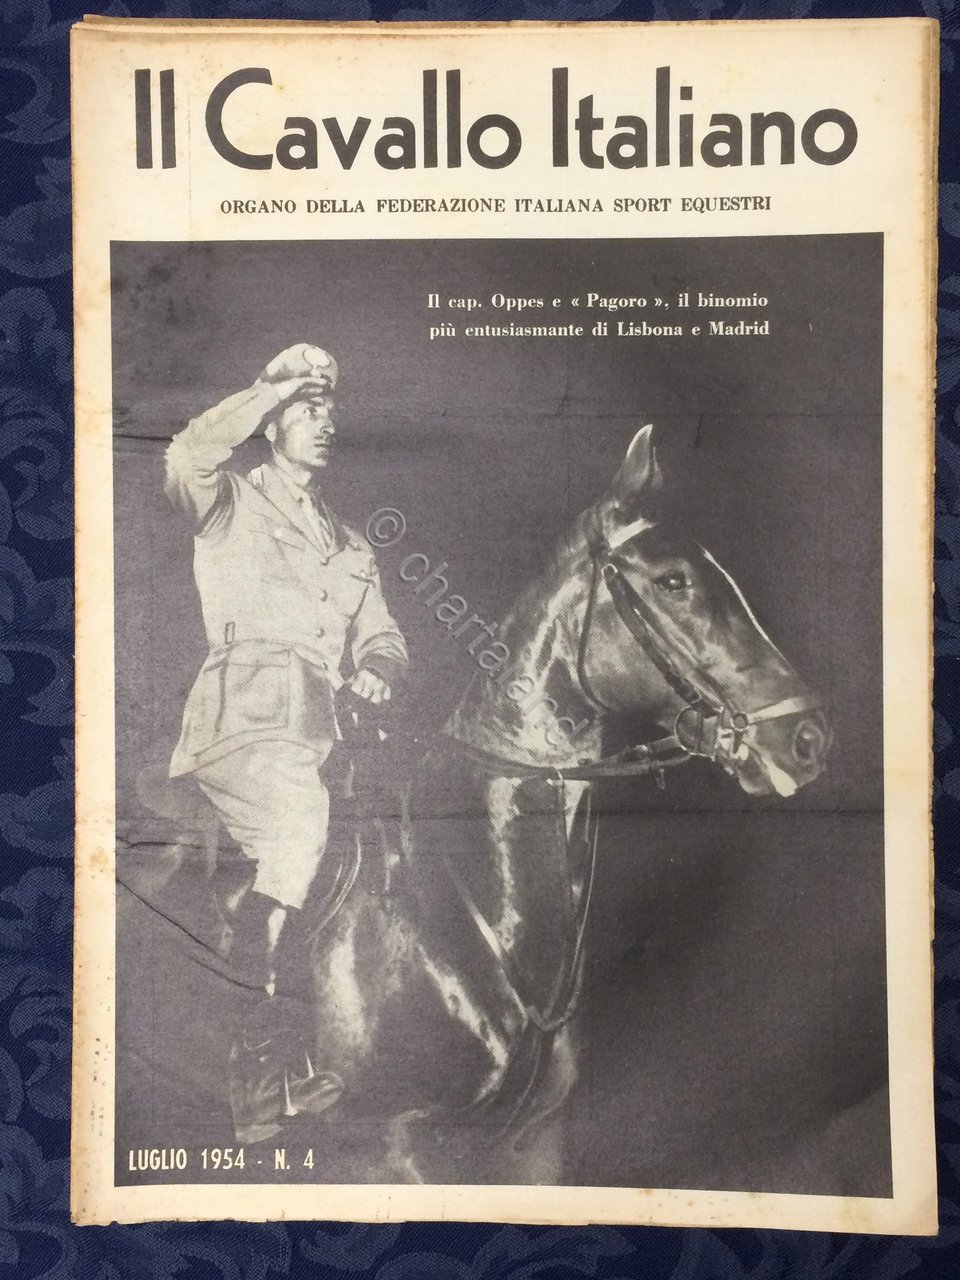 Il Cavallo Italiano
ORGANO DELLA FEDERAZIONE ITALIANA SPORT EQUESTRI
Il cap. Oppes e « Pagoro », il binomio
più entusiasmante di Lisbona e Madrid
© chartaland
LUGLIO 1954 - N. 4